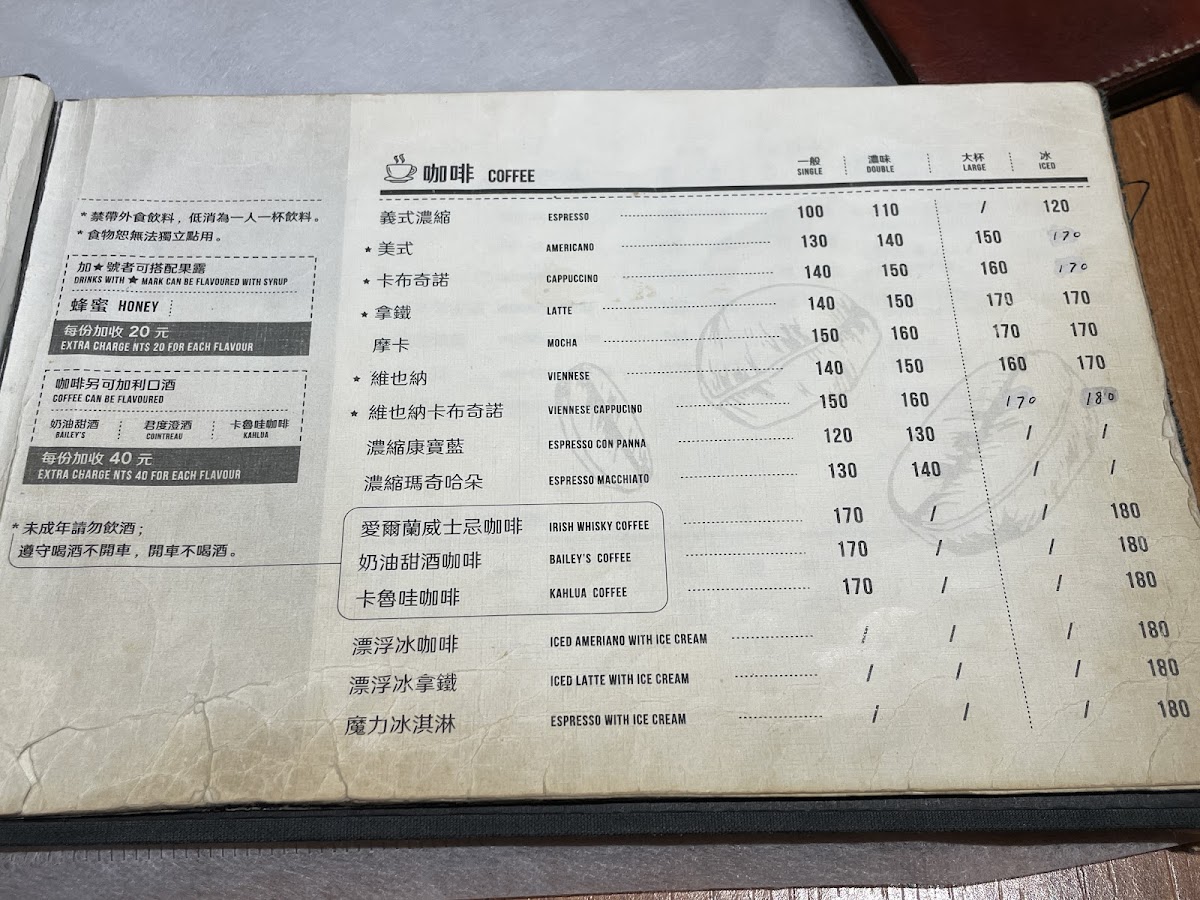 * 禁帶外食飲料，低消為一人一杯飲料。
* 食物恕無法獨立點用。
加★號者可搭配果露
DRINKS WITH ★ MARK CAN BE FLAVOURED WITH SYRUP
蜂蜜 HONEY
每份加收 20 元
EXTRA CHARGE NT$ 20 FOR EACH FLAVOUR
咖啡另可加利口酒
COFFEE CAN BE FLAVOURED
奶油甜酒 君度澄酒 卡魯哇咖啡
BAILEY'S COINTREAU KAHLUA
每份加收 40 元
EXTRA CHARGE NT$ 40 FOR EACH FLAVOUR
* 未成年請勿飲酒；
遵守喝酒不開車，開車不喝酒。
咖啡 COFFEE
一般 濃味 大杯 冰
SINGLE DOUBLE LARGE ICED
義式濃縮 ESPRESSO 100 110 / 120
★ 美式 AMERICANO 130 140 150 170
★ 卡布奇諾 CAPPUCCINO 140 150 160 170
★ 拿鐵 LATTE 140 150 170 170
摩卡 MOCHA 150 160 170 170
★ 維也納 VIENNESE 140 150 160 170
★ 維也納卡布奇諾 VIENNESE CAPPUCINO 150 160 170 180
濃縮康寶藍 ESPRESSO CON PANNA 120 130 / /
濃縮瑪奇哈朵 ESPRESSO MACCHIATO 130 140 / /
愛爾蘭威士忌咖啡 IRISH WHISKY COFFEE 170 / / 180
奶油甜酒咖啡 BAILEY'S COFFEE 170 / / 180
卡魯哇咖啡 KAHLUA COFFEE 170 / / 180
漂浮冰咖啡 ICED AMERIANO WITH ICE CREAM / / / 180
漂浮冰拿鐵 ICED LATTE WITH ICE CREAM / / / 180
魔力冰淇淋 ESPRESSO WITH ICE CREAM / / / 180